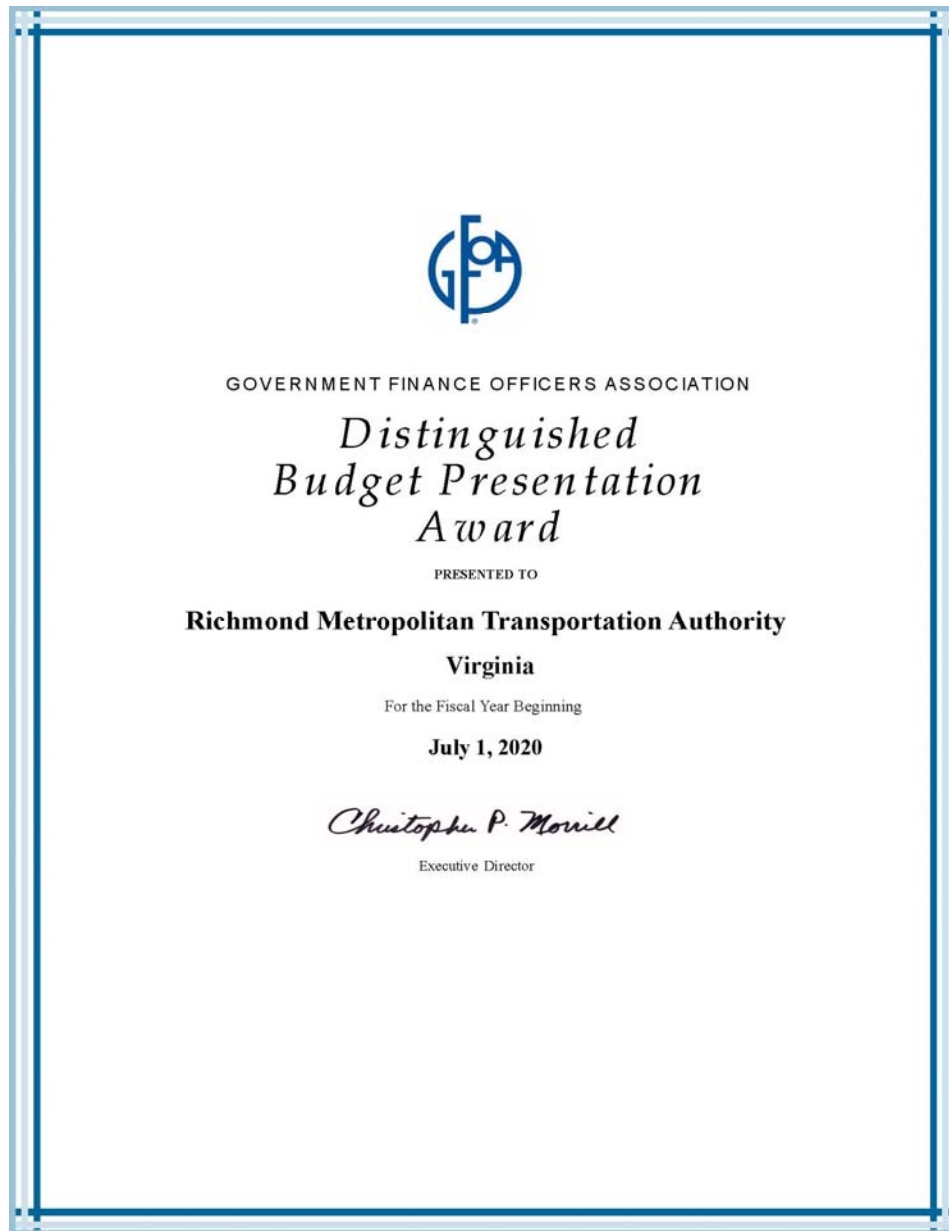 GFOA
GOVERNMENT FINANCE OFFICERS ASSOCIATION
Distinguished
Budget Presentation
Award
PRESENTED TO
Richmond Metropolitan Transportation Authority
Virginia
For the Fiscal Year Beginning
July 1, 2020
Christopher P. Morrill
Executive Director